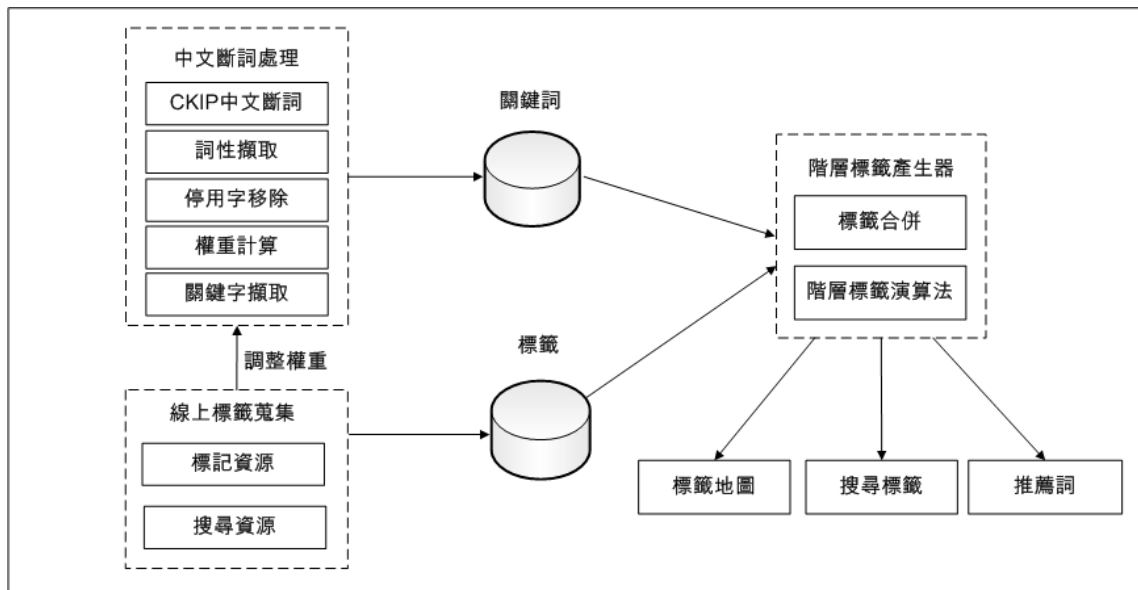 中文斷詞處理
CKIP中文斷詞
詞性擷取
停用字移除
權重計算
關鍵字擷取
調整權重
線上標籤蒐集
標記資源
搜尋資源
關鍵詞
標籤
階層標籤產生器
標籤合併
階層標籤演算法
標籤地圖
搜尋標籤
推薦詞